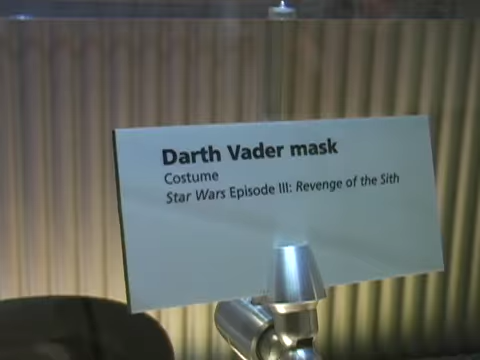 Darth Vader mask
Costume
Star Wars Episode III: Revenge of the Sith